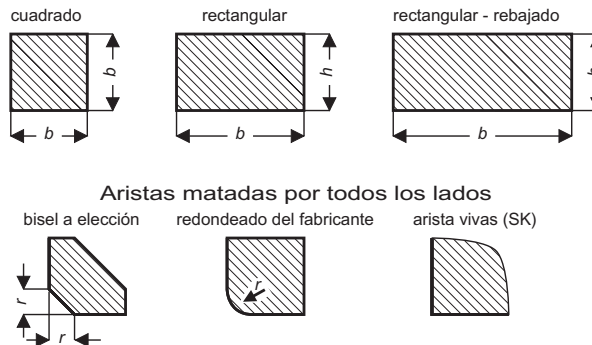 cuadrado rectangular rectangular - rebajado
b h
b b b
Aristas matadas por todos los lados
bisel a elección redondeado del fabricante arista vivas (SK)
r r
r